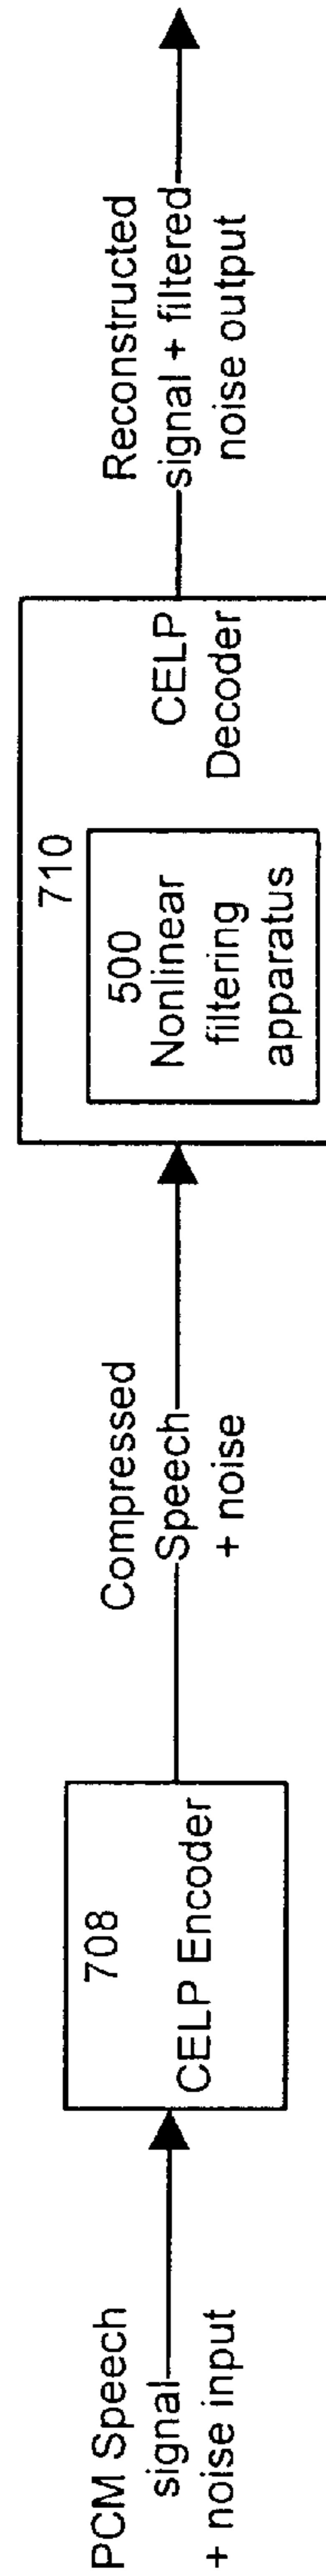 PCM Speech
signal
+ noise input
708
CELP Encoder
Compressed
Speech
+ noise
710
500
Nonlinear
filtering
apparatus
CELP
Decoder
Reconstructed
signal + filtered
noise output